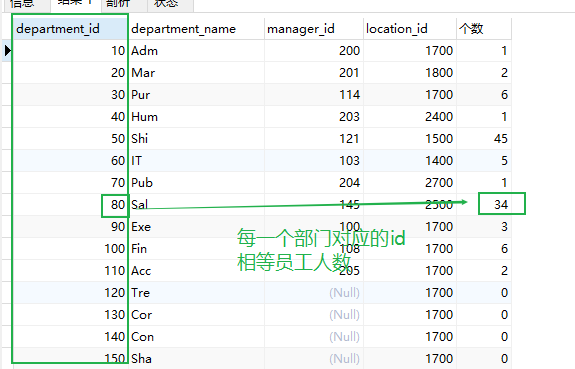 信息 结果 1 剖析 状态
department_id department_name manager_id location_id 个数
10 Adm 200 1700 1
20 Mar 201 1800 2
30 Pur 114 1700 6
40 Hum 203 2400 1
50 Shi 121 1500 45
60 IT 103 1400 5
70 Pub 204 2700 1
80 Sal 145 2500 34
90 Exe 100 1700 3
100 Fin 108 1700 6
110 Acc 205 1700 2
120 Tre (Null) 1700 0
130 Cor (Null) 1700 0
140 Con (Null) 1700 0
150 Sha (Null) 1700 0
每一个部门对应的id
相等员工人数